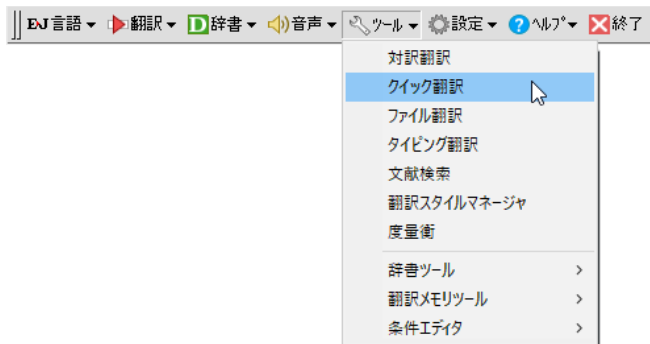 EJ 言語 翻訳 D 辞書 音声 ツール 設定 ? ヘルプ 終了
対訳翻訳
クイック翻訳
ファイル翻訳
タイピング翻訳
文献検索
翻訳スタイルマネージャ
度量衡
辞書ツール
翻訳メモリツール
条件エディタ